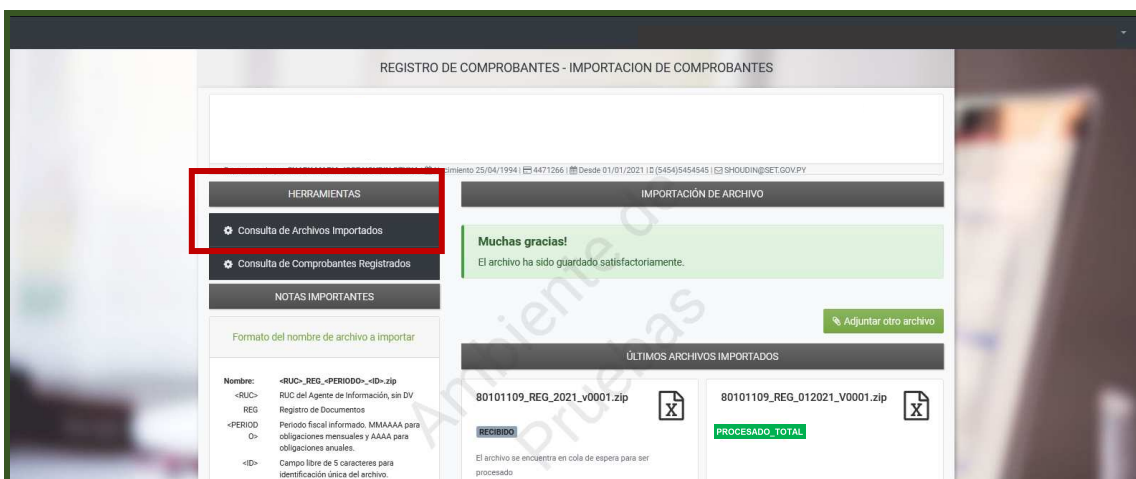 REGISTRO DE COMPROBANTES - IMPORTACION DE COMPROBANTES
Nacimiento 25/04/1994 | 4471266 | Desde 01/01/2021 | (5454)5454545 | SHOUDIN@SET.GOV.PY
HERRAMIENTAS
Consulta de Archivos Importados
Consulta de Comprobantes Registrados
NOTAS IMPORTANTES
Formato del nombre de archivo a importar
Nombre: <RUC>_REG_<PERIODO>_<ID>.zip
<RUC> RUC del Agente de Información, sin DV
REG Registro de Documentos
<PERIOD Periodo fiscal informado. MMAAAA para
O> obligaciones mensuales y AAAA para
obligaciones anuales.
<ID> Campo libre de 5 caracteres para
identificación única del archivo.
IMPORTACIÓN DE ARCHIVO
Muchas gracias!
El archivo ha sido guardado satisfactoriamente.
Adjuntar otro archivo
ÚLTIMOS ARCHIVOS IMPORTADOS
80101109_REG_2021_v0001.zip
RECIBIDO
El archivo se encuentra en cola de espera para ser
procesado
80101109_REG_012021_V0001.zip
PROCESADO_TOTAL
Ambiente de
Pruebas